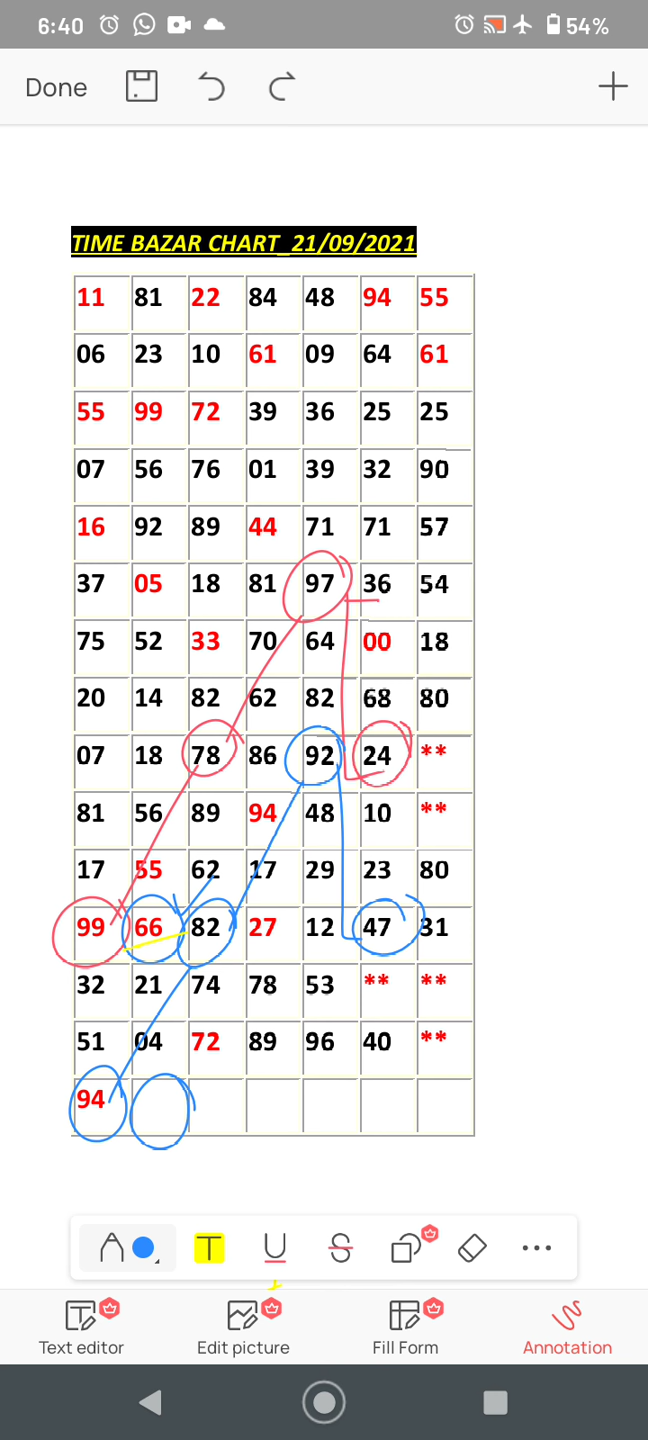 6:40 54%
Done
TIME BAZAR CHART_21/09/2021
11 81 22 84 48 94 55
06 23 10 61 09 64 61
55 99 72 39 36 25 25
07 56 76 01 39 32 90
16 92 89 44 71 71 57
37 05 18 81 97 36 54
75 52 33 70 64 00 18
20 14 82 62 82 68 80
07 18 78 86 92 24 **
81 56 89 94 48 10 **
17 55 62 17 29 23 80
99 66 82 27 12 47 31
32 21 74 78 53 ** **
51 04 72 89 96 40 **
94
T U S
Text editor Edit picture Fill Form Annotation